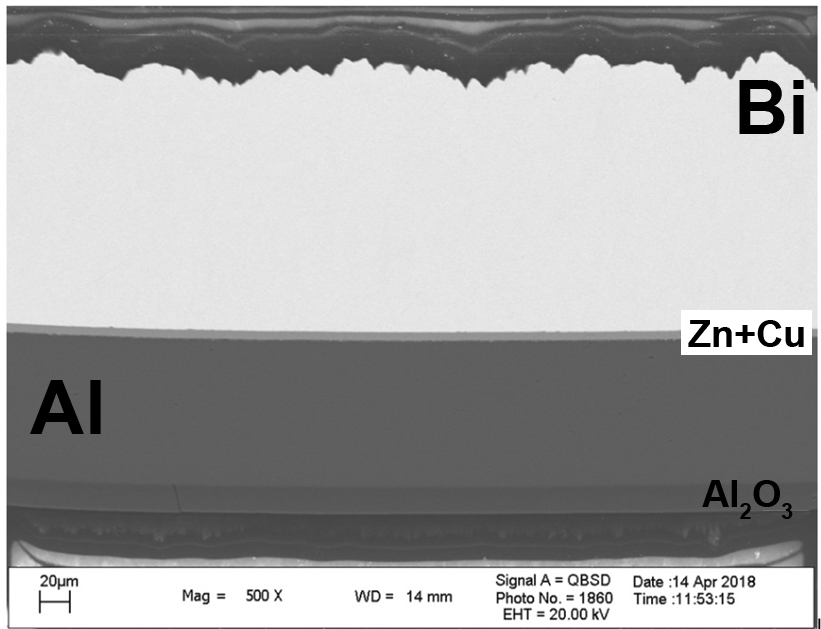 Bi
Zn+Cu
Al
Al₂O₃
20µm
Mag = 500 X
WD = 14 mm
Signal A = QBSD
Photo No. = 1860
EHT = 20.00 kV
Date :14 Apr 2018
Time :11:53:15